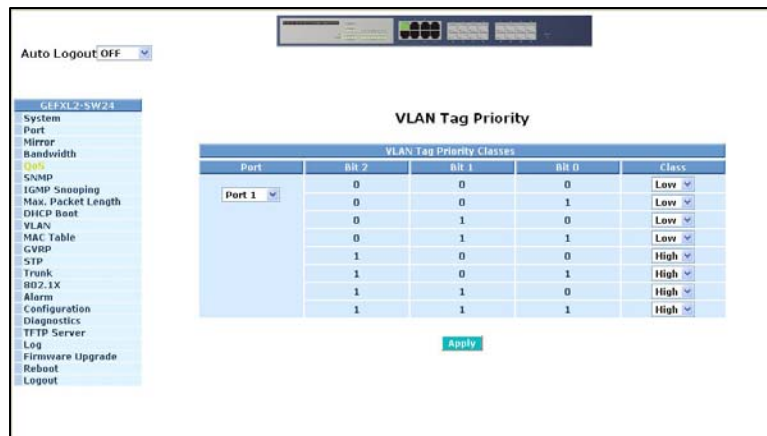 Auto Logout OFF
GEFXL2-SW24
System
Port
Mirror
Bandwidth
QoS
SNMP
IGMP Snooping
Max. Packet Length
DHCP Boot
VLAN
MAC Table
GVRP
STP
Trunk
802.1X
Alarm
Configuration
Diagnostics
TFTP Server
Log
Firmware Upgrade
Reboot
Logout
VLAN Tag Priority
VLAN Tag Priority Classes
Port Bit 2 Bit 1 Bit 0 Class
Port 1 0 0 0 Low
0 0 1 Low
0 1 0 Low
0 1 1 Low
1 0 0 High
1 0 1 High
1 1 0 High
1 1 1 High
Apply